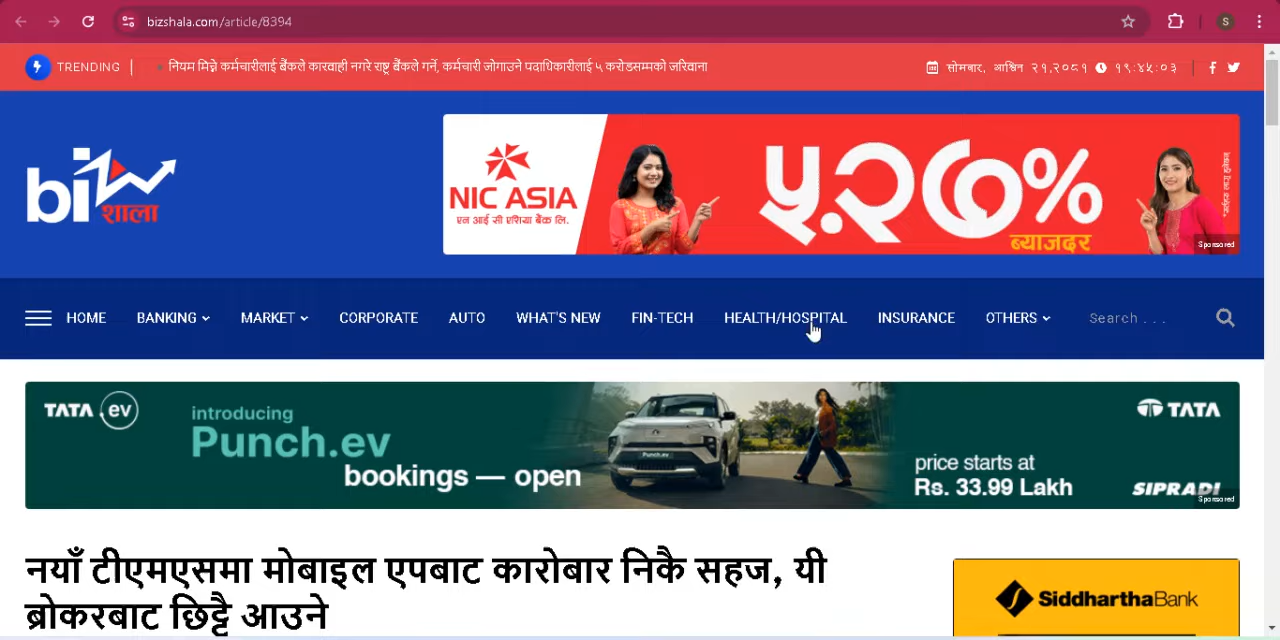 bizshala.com/article/8394
S
TRENDING
नियम मिच्ने कर्मचारीलाई बैंकले कारवाही नगरे राष्ट्र बैंकले गर्ने, कर्मचारी जोगाउने पदाधिकारीलाई ५ करोडसम्मको जरिवाना
सोमबार, आश्विन २१,२०८१
१९:४५:०३
biz
शाला
NIC ASIA
एन आई सी एशिया बैंक लि.
५.२७%
ब्याजदर
Sponsored
HOME BANKING MARKET CORPORATE AUTO WHAT'S NEW FIN-TECH HEALTH/HOSPITAL INSURANCE OTHERS Search . . .
TATA .ev
introducing
Punch.ev
bookings — open
Punch.ev
TATA
price starts at
Rs. 33.99 Lakh
SIPRADI
Sponsored
नयाँ टीएमएसमा मोबाइल एपबाट कारोबार निकै सहज, यी
ब्रोकरबाट छिट्टै आउने
SiddharthaBank